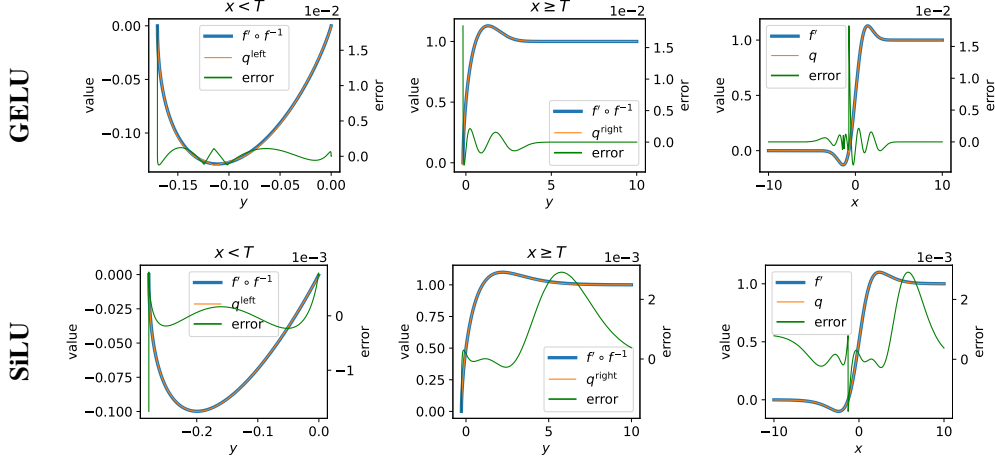 GELU
x < T
1e−2
f′ ∘ f⁻¹
q^left
error
value
error
0.00
−0.05
−0.10
1.5
1.0
0.5
0.0
−0.15
−0.10
−0.05
0.00
y
x ≥ T
1e−2
f′ ∘ f⁻¹
q^right
error
value
error
1.0
0.5
0.0
1.5
1.0
0.5
0.0
0
5
10
y
1e−2
f′
q
error
value
error
1.0
0.5
0.0
1.5
1.0
0.5
0.0
−10
0
10
x
SiLU
x < T
1e−3
f′ ∘ f⁻¹
q^left
error
value
error
0.000
−0.025
−0.050
−0.075
−0.100
0
−1
−0.2
−0.1
0.0
y
x ≥ T
1e−3
f′ ∘ f⁻¹
q^right
error
value
error
1.00
0.75
0.50
0.25
0.00
2
0
0
5
10
y
1e−3
f′
q
error
value
error
1.0
0.5
0.0
2
0
−10
0
10
x